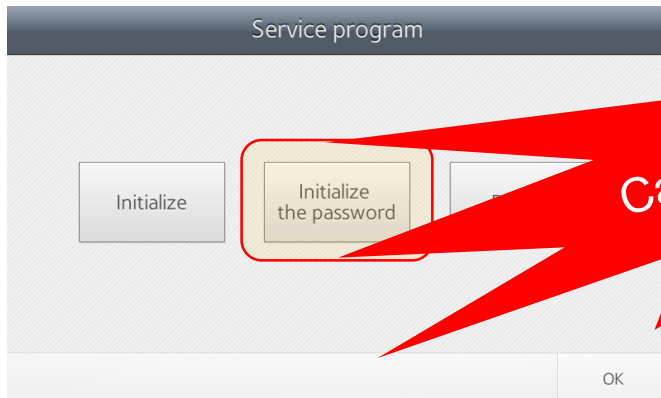 Service program
Initialize
Initialize
the password
OK